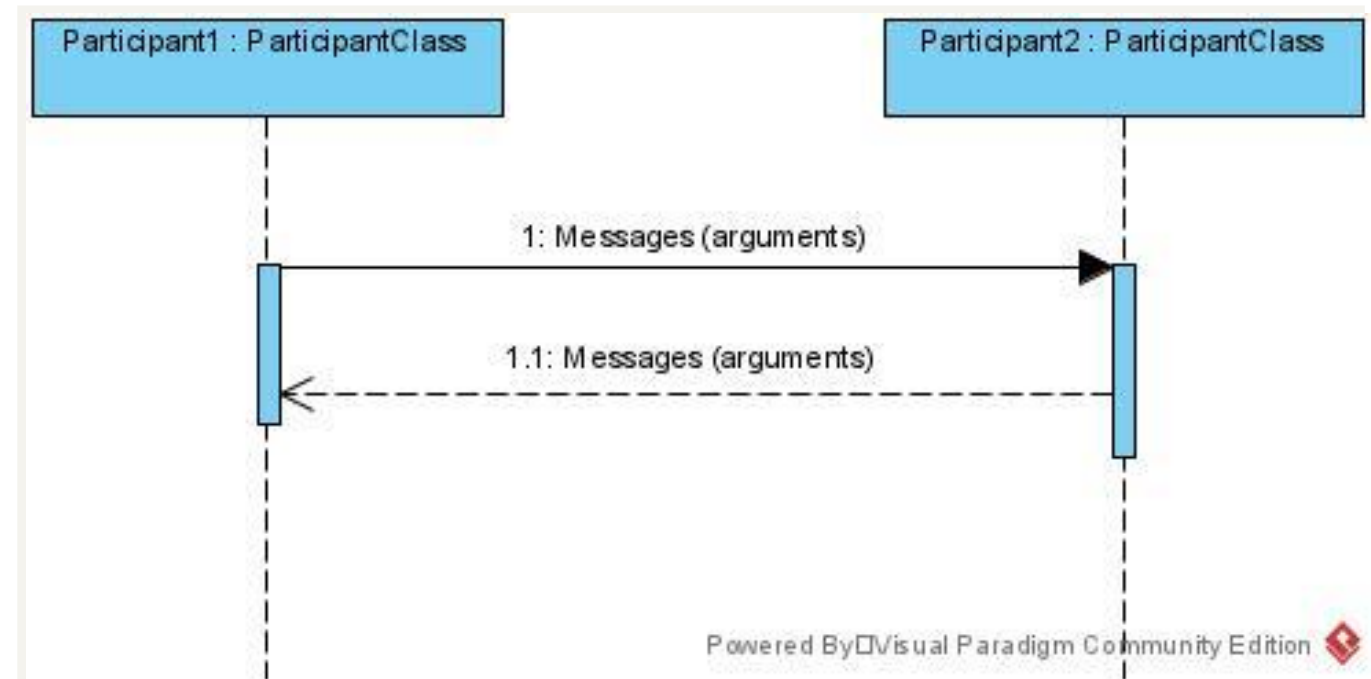 Participant1 : ParticipantClass
Participant2 : ParticipantClass
1: Messages (arguments)
1.1: Messages (arguments)
Powered By□Visual Paradigm Community Edition